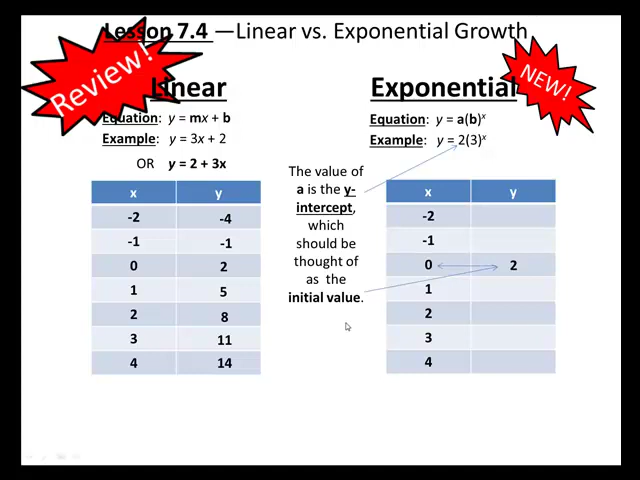 Lesson 7.4 —Linear vs. Exponential Growth
Review!
Linear
Exponential
NEW!
Equation: y = mx + b
Example: y = 3x + 2
OR y = 2 + 3x
Equation: y = a(b)ˣ
Example: y = 2(3)ˣ
The value of
a is the y-
intercept,
which
should be
thought of
as the
initial value.
x y
-2 -4
-1 -1
0 2
1 5
2 8
3 11
4 14
x y
-2
-1
0 2
1
2
3
4